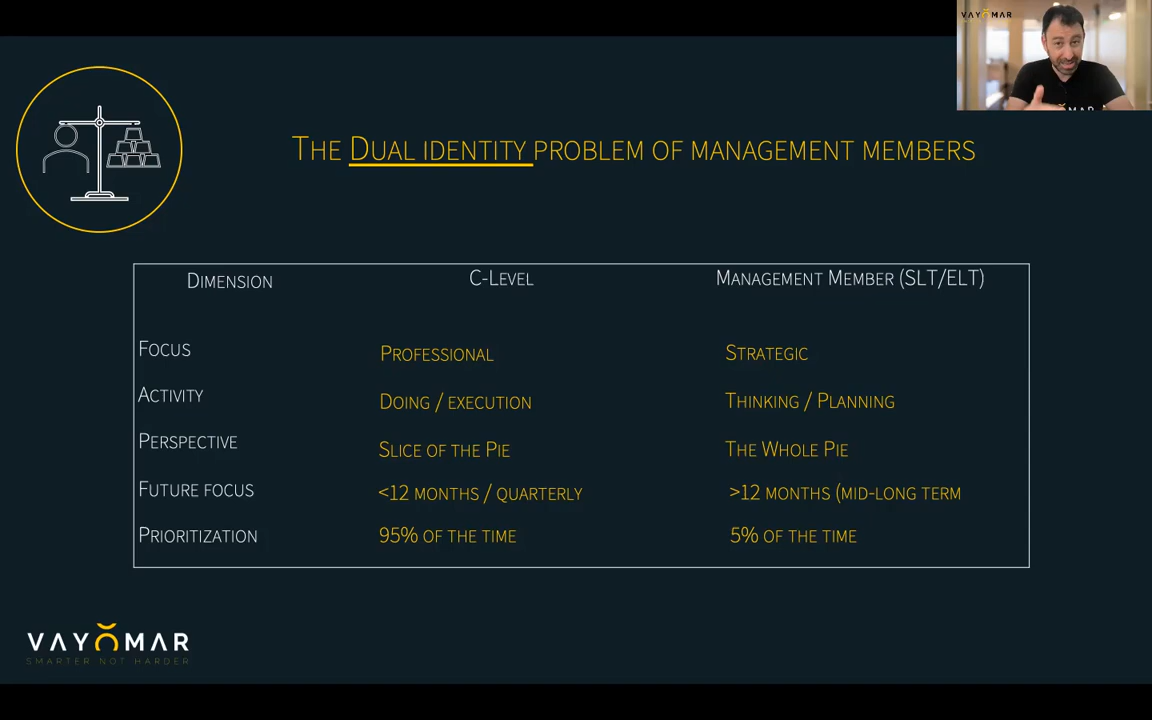 VAYOMAR
THE DUAL IDENTITY PROBLEM OF MANAGEMENT MEMBERS
DIMENSION C-LEVEL MANAGEMENT MEMBER (SLT/ELT)
FOCUS PROFESSIONAL STRATEGIC
ACTIVITY DOING / EXECUTION THINKING / PLANNING
PERSPECTIVE SLICE OF THE PIE THE WHOLE PIE
FUTURE FOCUS <12 MONTHS / QUARTERLY >12 MONTHS (MID-LONG TERM
PRIORITIZATION 95% OF THE TIME 5% OF THE TIME
VAYOMAR
SMARTER NOT HARDER